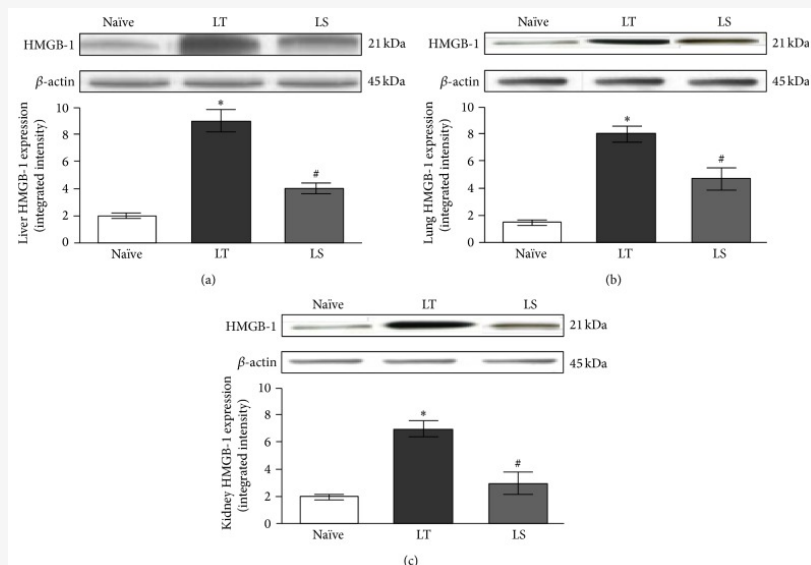 Naïve LT LS
HMGB-1 21 kDa
β-actin 45 kDa
Liver HMGB-1 expression
(integrated intensity)
10
8
6
4
2
0
*
#
Naïve LT LS
(a)
Naïve LT LS
HMGB-1 21 kDa
β-actin 45 kDa
Lung HMGB-1 expression
(integrated intensity)
10
8
6
4
2
0
*
#
Naïve LT LS
(b)
Naïve LT LS
HMGB-1 21 kDa
β-actin 45 kDa
Kidney HMGB-1 expression
(integrated intensity)
10
8
6
4
2
0
*
#
Naïve LT LS
(c)